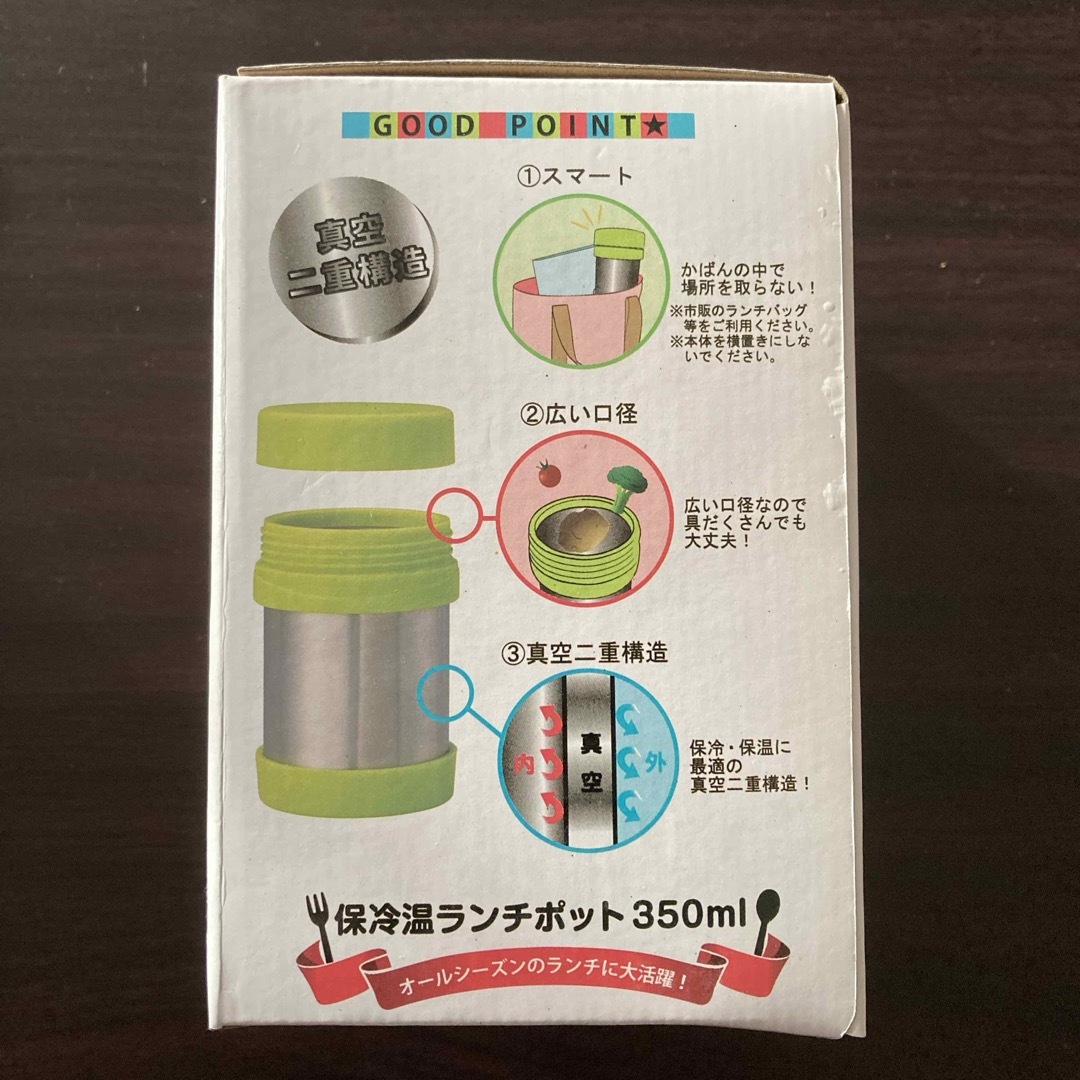 GOOD POINT★
真空
二重構造
①スマート
かばんの中で
場所を取らない！
※市販のランチバッグ
等をご利用ください。
※本体を横置きにしな
いでください。
②広い口径
広い口径なので
具だくさんでも
大丈夫！
③真空二重構造
内
真
空
外
保冷・保温に
最適の
真空二重構造！
保冷温ランチポット350ml
オールシーズンのランチに大活躍！